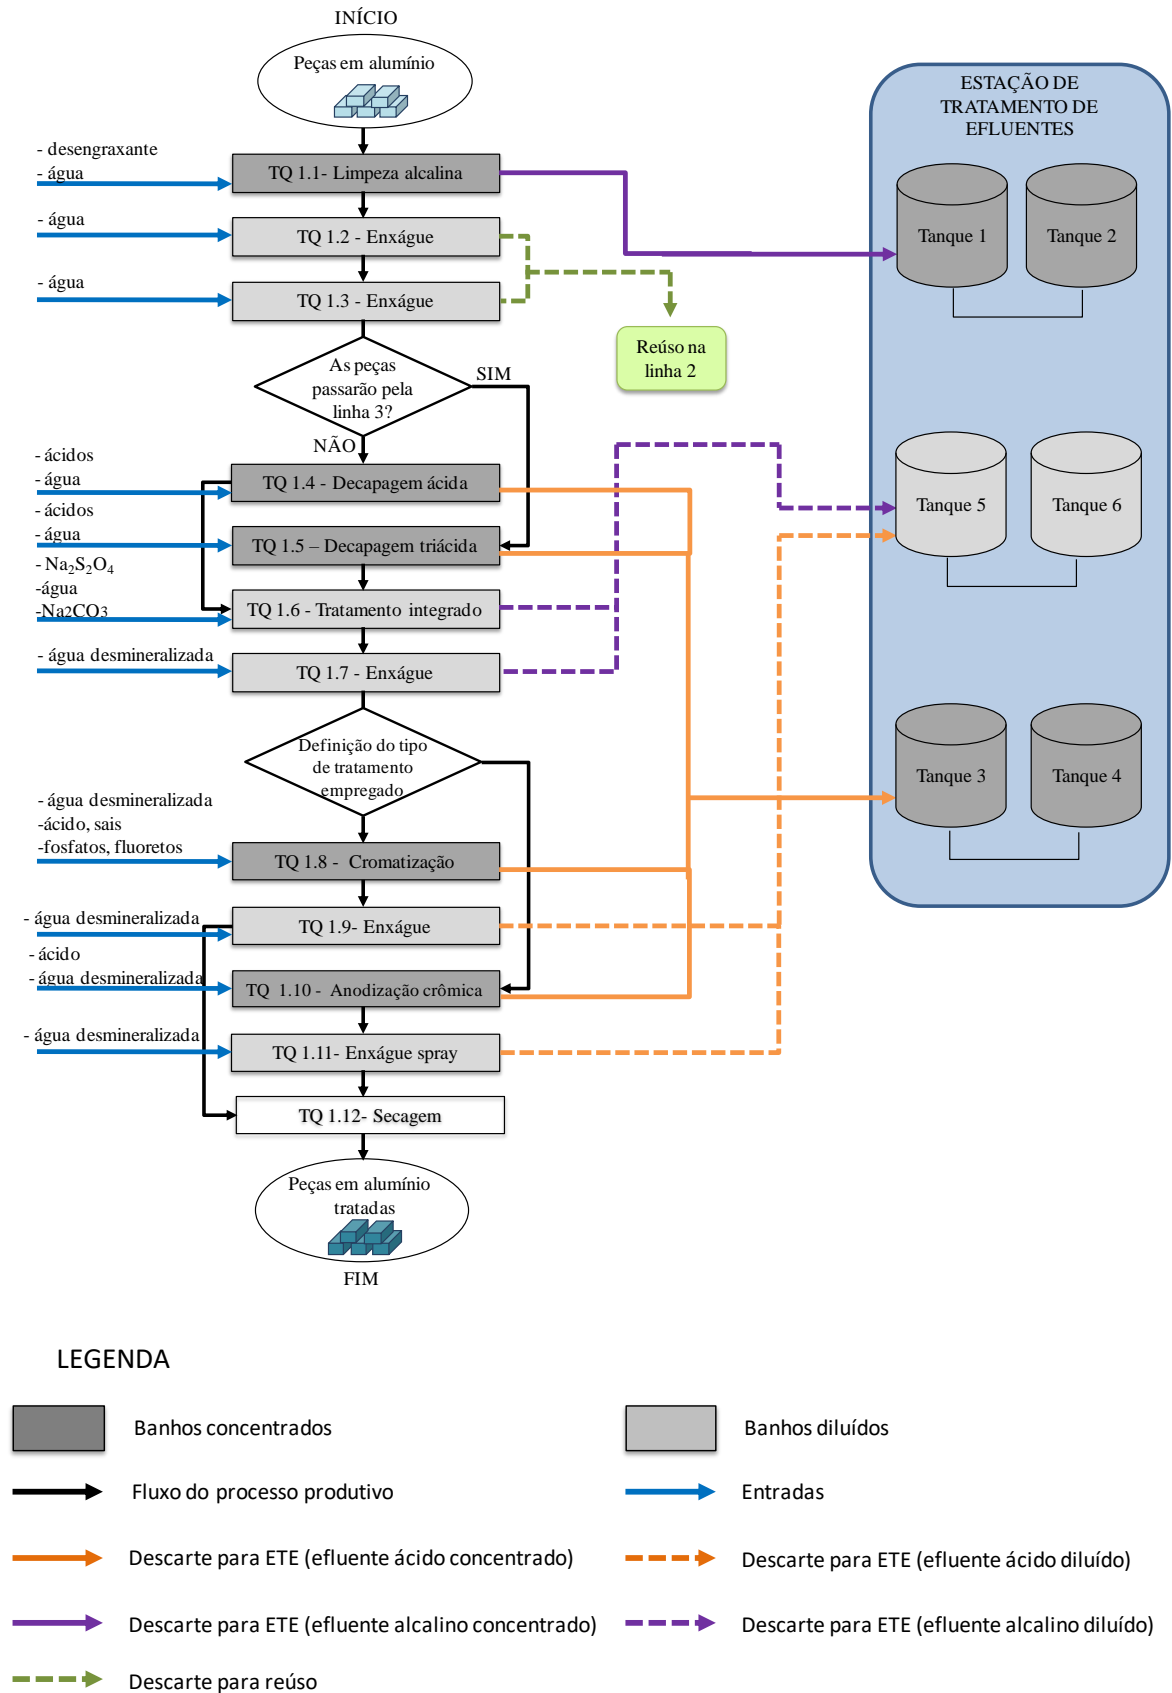 INÍCIO
Peças em alumínio
ESTAÇÃO DE
TRATAMENTO DE
EFLUENTES
- desengraxante
- água
TQ 1.1- Limpeza alcalina
- água
TQ 1.2 - Enxágue
Tanque 1
Tanque 2
- água
TQ 1.3 - Enxágue
Reúso na
linha 2
As peças
passarão pela
linha 3?
SIM
NÃO
- ácidos
- água
TQ 1.4 - Decapagem ácida
- ácidos
- água
TQ 1.5 – Decapagem triácida
Tanque 5
Tanque 6
- Na₂S₂O₄
-água
-Na2CO3
TQ 1.6 - Tratamento integrado
- água desmineralizada
TQ 1.7 - Enxágue
Definição do tipo
de tratamento
empregado
Tanque 3
Tanque 4
- água desmineralizada
-ácido, sais
-fosfatos, fluoretos
TQ 1.8 - Cromatização
- água desmineralizada
TQ 1.9- Enxágue
- ácido
- água desmineralizada
TQ 1.10 - Anodização crômica
- água desmineralizada
TQ 1.11- Enxágue spray
TQ 1.12- Secagem
Peças em alumínio
tratadas
FIM
LEGENDA
Banhos concentrados
Banhos diluídos
Fluxo do processo produtivo
Entradas
Descarte para ETE (efluente ácido concentrado)
Descarte para ETE (efluente ácido diluído)
Descarte para ETE (efluente alcalino concentrado)
Descarte para ETE (efluente alcalino diluído)
Descarte para reúso